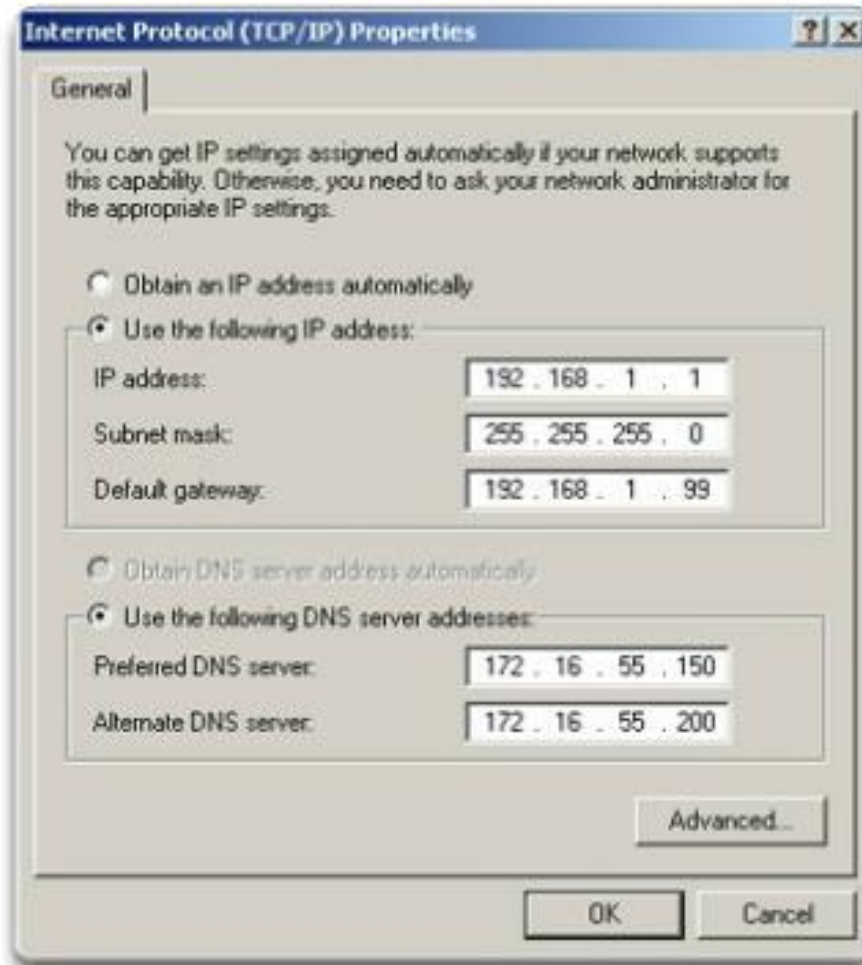 Internet Protocol (TCP/IP) Properties
General
You can get IP settings assigned automatically if your network supports
this capability. Otherwise, you need to ask your network administrator for
the appropriate IP settings.
Obtain an IP address automatically
Use the following IP address:
IP address: 192 . 168 . 1 . 1
Subnet mask: 255 . 255 . 255 . 0
Default gateway: 192 . 168 . 1 . 99
Obtain DNS server address automatically
Use the following DNS server addresses:
Preferred DNS server: 172 . 16 . 55 . 150
Alternate DNS server: 172 . 16 . 55 . 200
Advanced...
OK Cancel